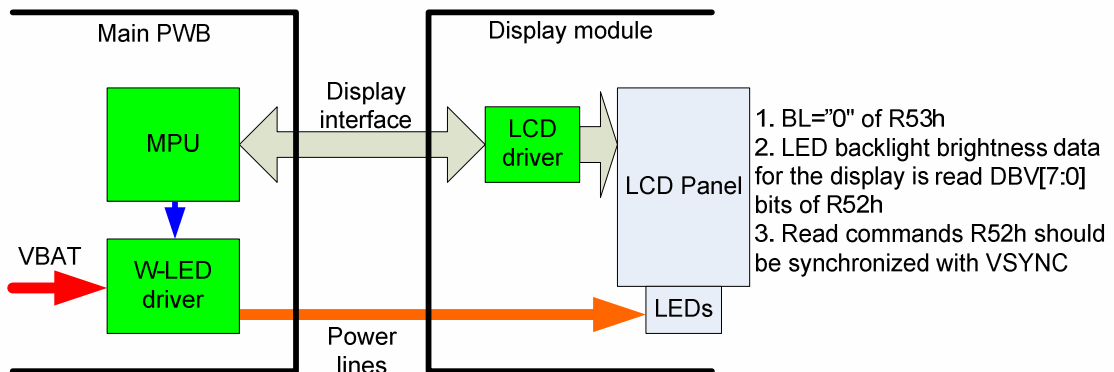 Main PWB
Display module
Display
interface
MPU
LCD
driver
LCD Panel
1. BL=”0" of R53h
2. LED backlight brightness data
for the display is read DBV[7:0]
bits of R52h
3. Read commands R52h should
be synchronized with VSYNC
VBAT
W-LED
driver
LEDs
Power
lines